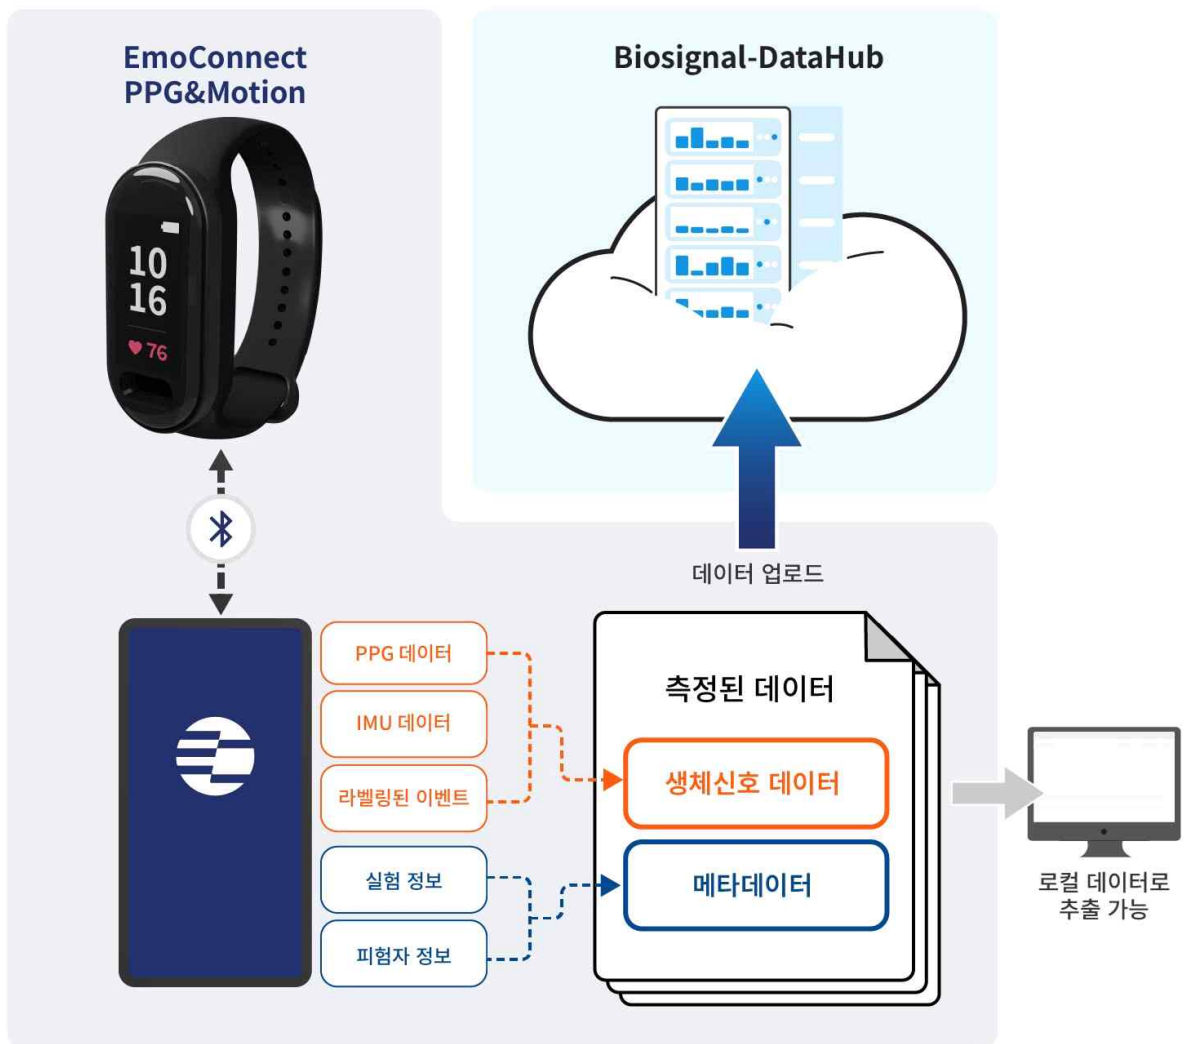 EmoConnect
PPG&Motion
10
16
76
Biosignal-DataHub
데이터 업로드
PPG 데이터
IMU 데이터
라벨링된 이벤트
실험 정보
피험자 정보
측정된 데이터
생체신호 데이터
메타데이터
로컬 데이터로
추출 가능